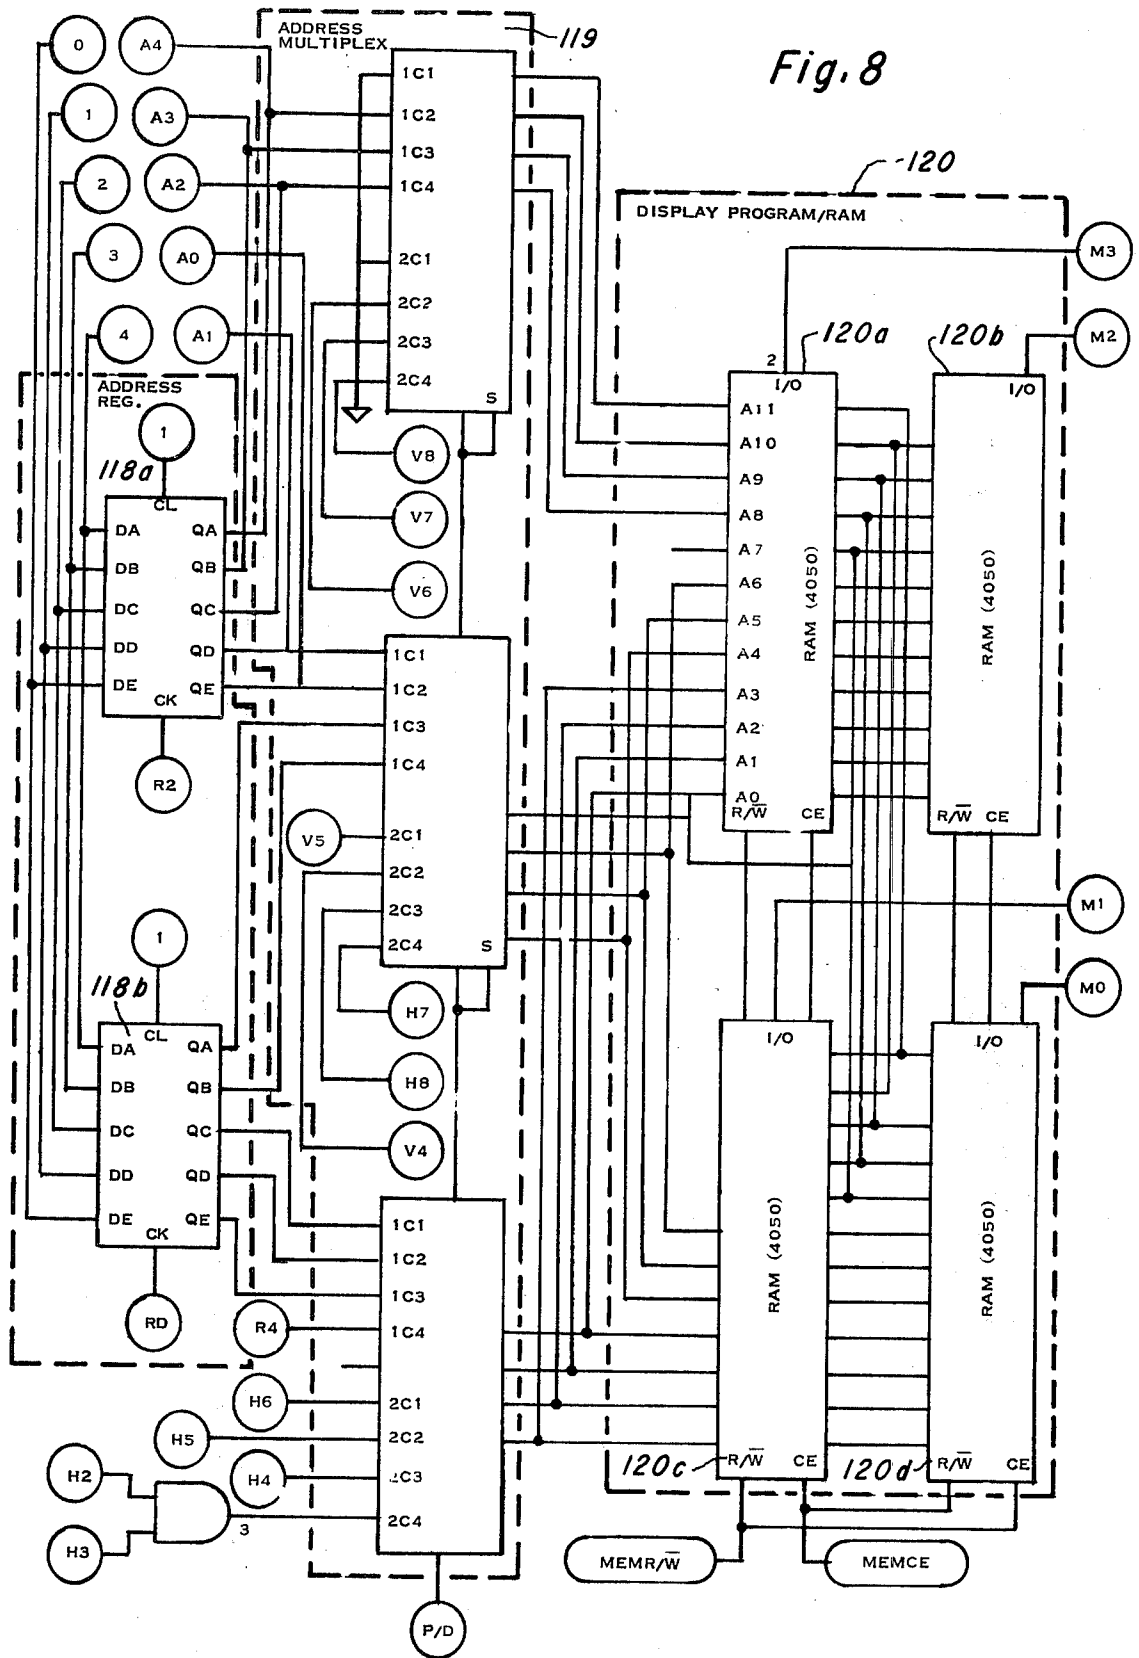 Fig. 8
0 A4
1 A3
2 A2
3 A0
4 A1
ADDRESS
MULTIPLEX
119
1C1
1C2
1C3
1C4
2C1
2C2
2C3
2C4
S
V8
V7
V6
ADDRESS
REG.
1
118a
CL
DA QA
DB QB
DC QC
DD QD
DE QE
CK
R2
1C1
1C2
1C3
1C4
V5
2C1
2C2
2C3
2C4
S
H7
H8
V4
1
118b
CL
DA QA
DB QB
DC QC
DD QD
DE QE
CK
RD
1C1
1C2
1C3
R4 1C4
H6 2C1
H5 2C2
H4 2C3
H2
H3
3
2C4
P/D
120
DISPLAY PROGRAM/RAM
M3
M2
120a
120b
2
I/O
I/O
A11
A10
A9
A8
A7
A6
A5
A4
A3
A2
A1
A0
RAM (4050)
RAM (4050)
R/W̅ CE
R/W̅ CE
M1
M0
I/O
I/O
RAM (4050)
RAM (4050)
120c
R/W̅ CE
120d
R/W̅ CE
MEMR/W̅
MEMCE